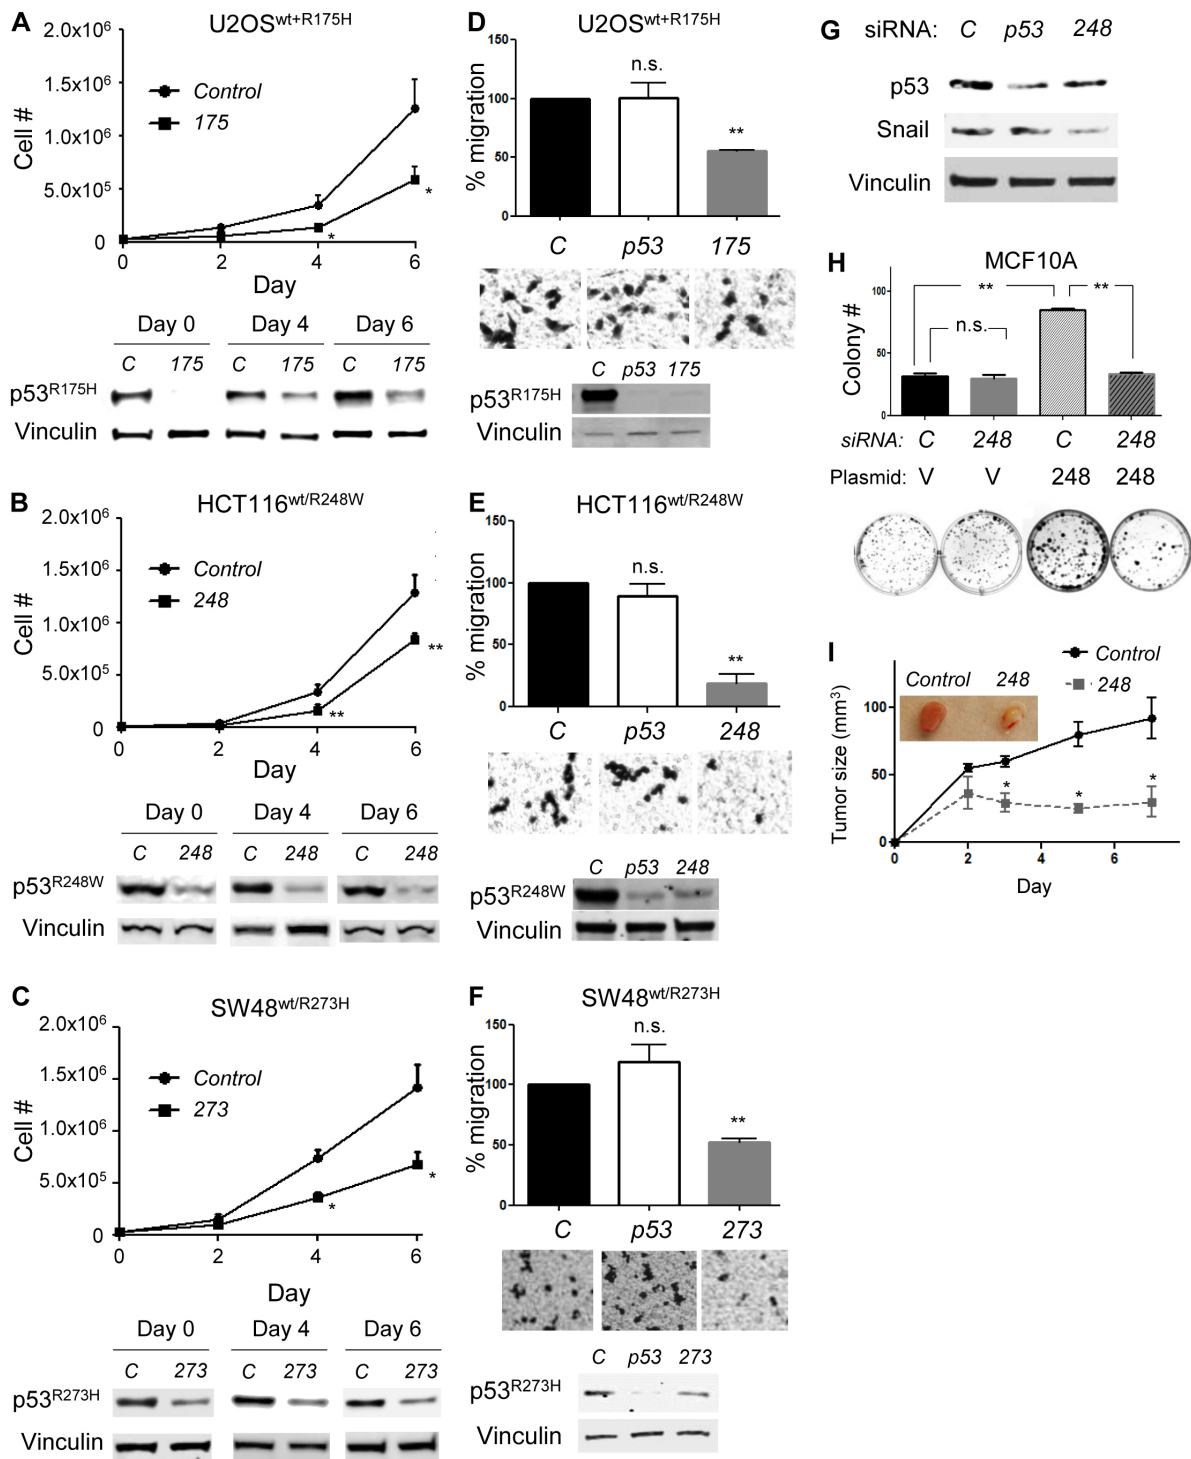 A
U2OSwt+R175H
2.0x10⁶
1.5x10⁶
1.0x10⁶
5.0x10⁵
0
Cell #
Control
175
*
*
0 2 4 6
Day
Day 0 Day 4 Day 6
C 175 C 175 C 175
p53R175H
Vinculin
B
HCT116wt/R248W
2.0x10⁶
1.5x10⁶
1.0x10⁶
5.0x10⁵
0
Cell #
Control
248
**
**
0 2 4 6
Day
Day 0 Day 4 Day 6
C 248 C 248 C 248
p53R248W
Vinculin
C
SW48wt/R273H
2.0x10⁶
1.5x10⁶
1.0x10⁶
5.0x10⁵
0
Cell #
Control
273
*
*
0 2 4 6
Day
Day 0 Day 4 Day 6
C 273 C 273 C 273
p53R273H
Vinculin
D
U2OSwt+R175H
150
100
50
0
% migration
n.s.
**
C p53 175
C p53 175
p53R175H
Vinculin
E
HCT116wt/R248W
150
100
50
0
% migration
n.s.
**
C p53 248
C p53 248
p53R248W
Vinculin
F
SW48wt/R273H
150
100
50
0
% migration
n.s.
**
C p53 273
C p53 273
p53R273H
Vinculin
G
siRNA: C p53 248
p53
Snail
Vinculin
H
MCF10A
100
50
0
Colony #
** **
n.s.
siRNA: C 248 C 248
Plasmid: V V 248 248
I
Control
248
Control 248
100
50
0
Tumor size (mm³)
* * *
0 2 4 6
Day